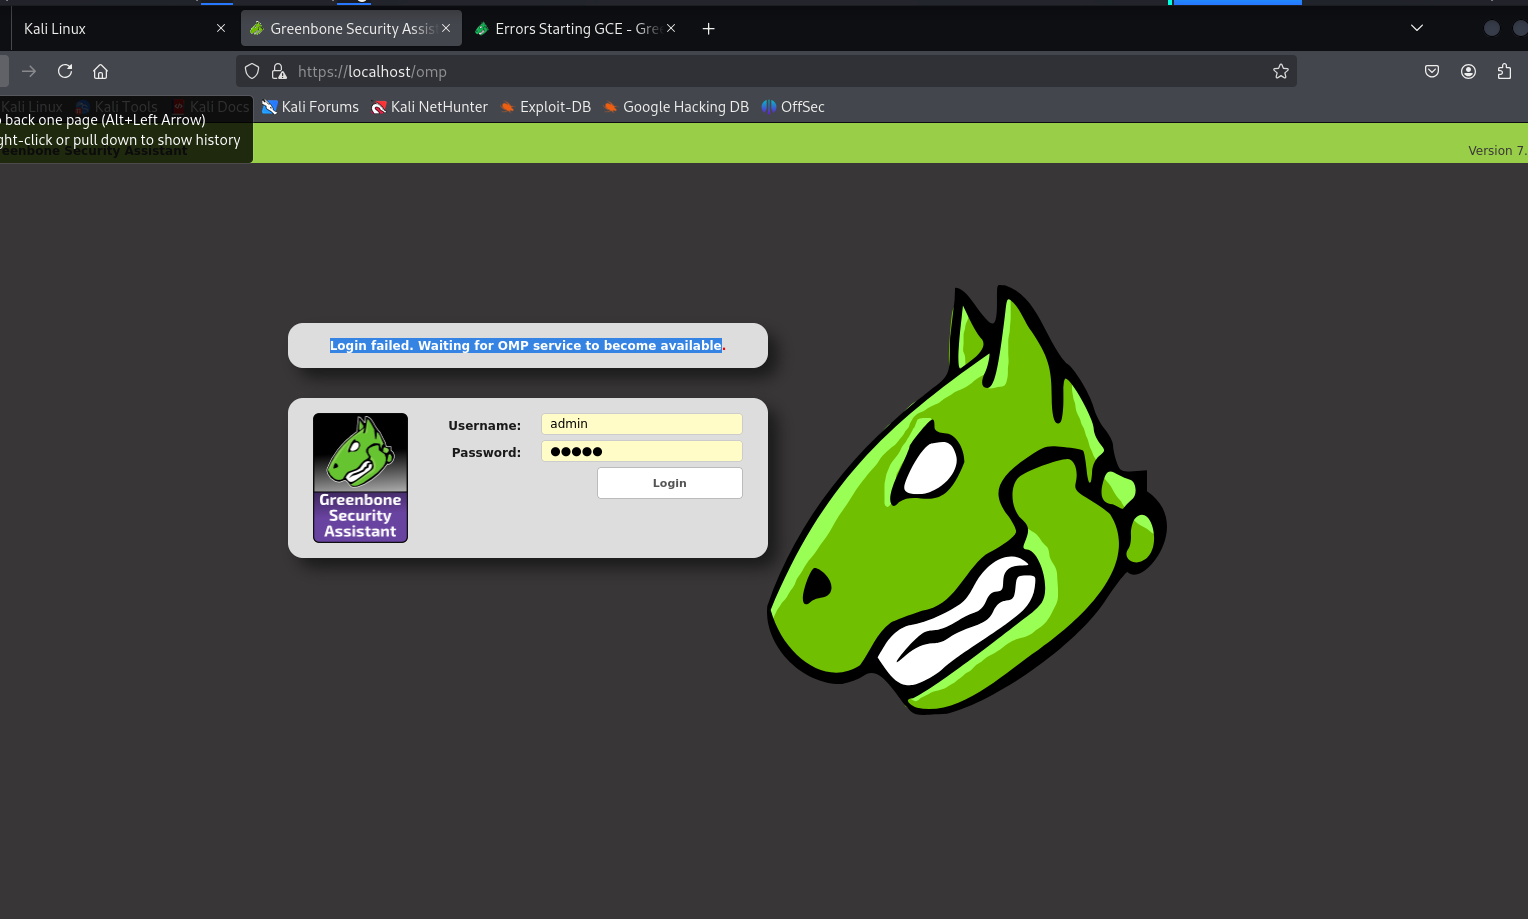 Kali Linux
Greenbone Security Assis
Errors Starting GCE - Gre
https://localhost/omp
Kali Linux Kali Tools Kali Docs Kali Forums Kali NetHunter Exploit-DB Google Hacking DB OffSec
back one page (Alt+Left Arrow)
ght-click or pull down to show history
eenbone Security Assistant
Version 7.
Login failed. Waiting for OMP service to become available.
Greenbone
Security
Assistant
Username: admin
Password: ●●●●●
Login